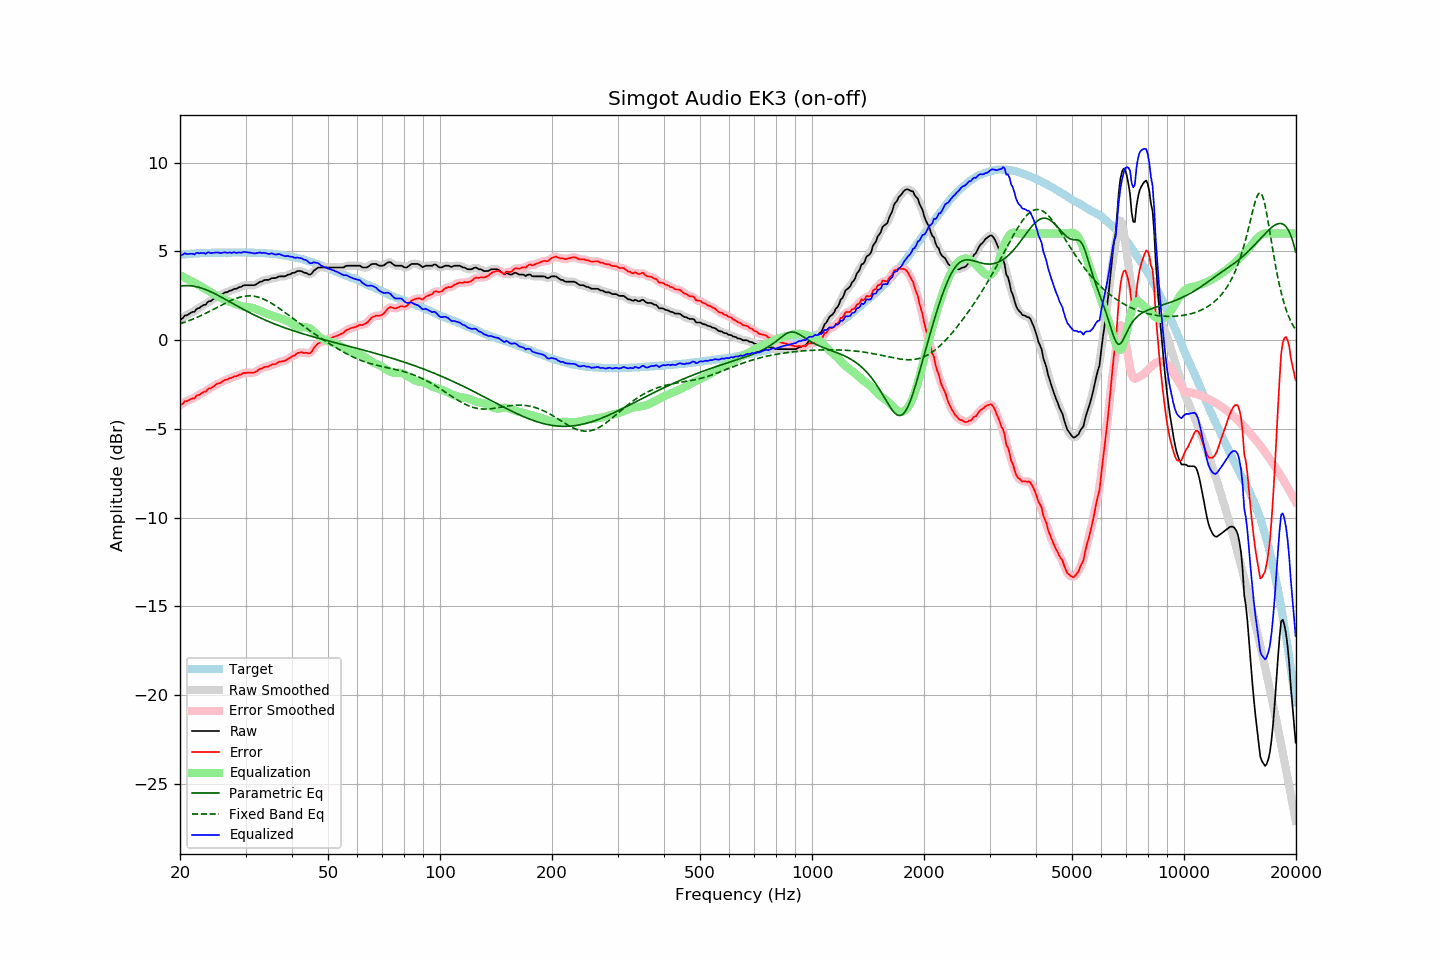 Simgot Audio EK3 (on-off)
Amplitude (dBr)
10
5
0
−5
−10
−15
−20
−25
Target
Raw Smoothed
Error Smoothed
Raw
Error
Equalization
Parametric Eq
Fixed Band Eq
Equalized
20 50 100 200 500 1000 2000 5000 10000 20000
Frequency (Hz)